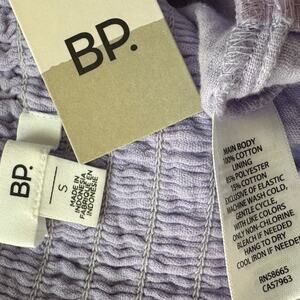 BP.
BP.
S
MADE IN
INDONESIA
FABRIQUÉ EN
INDONÉSIE
MAIN BODY
100% COTTON
LINING
85% POLYESTER
15% COTTON
EXCLUSIVE OF ELASTIC
MACHINE WASH COLD,
GENTLE CYCLE,
WITH LIKE COLORS
ONLY NON-CHLORINE
BLEACH IF NEEDED
HANG TO DRY
COOL IRON IF NEEDED
RN58665
CA57963